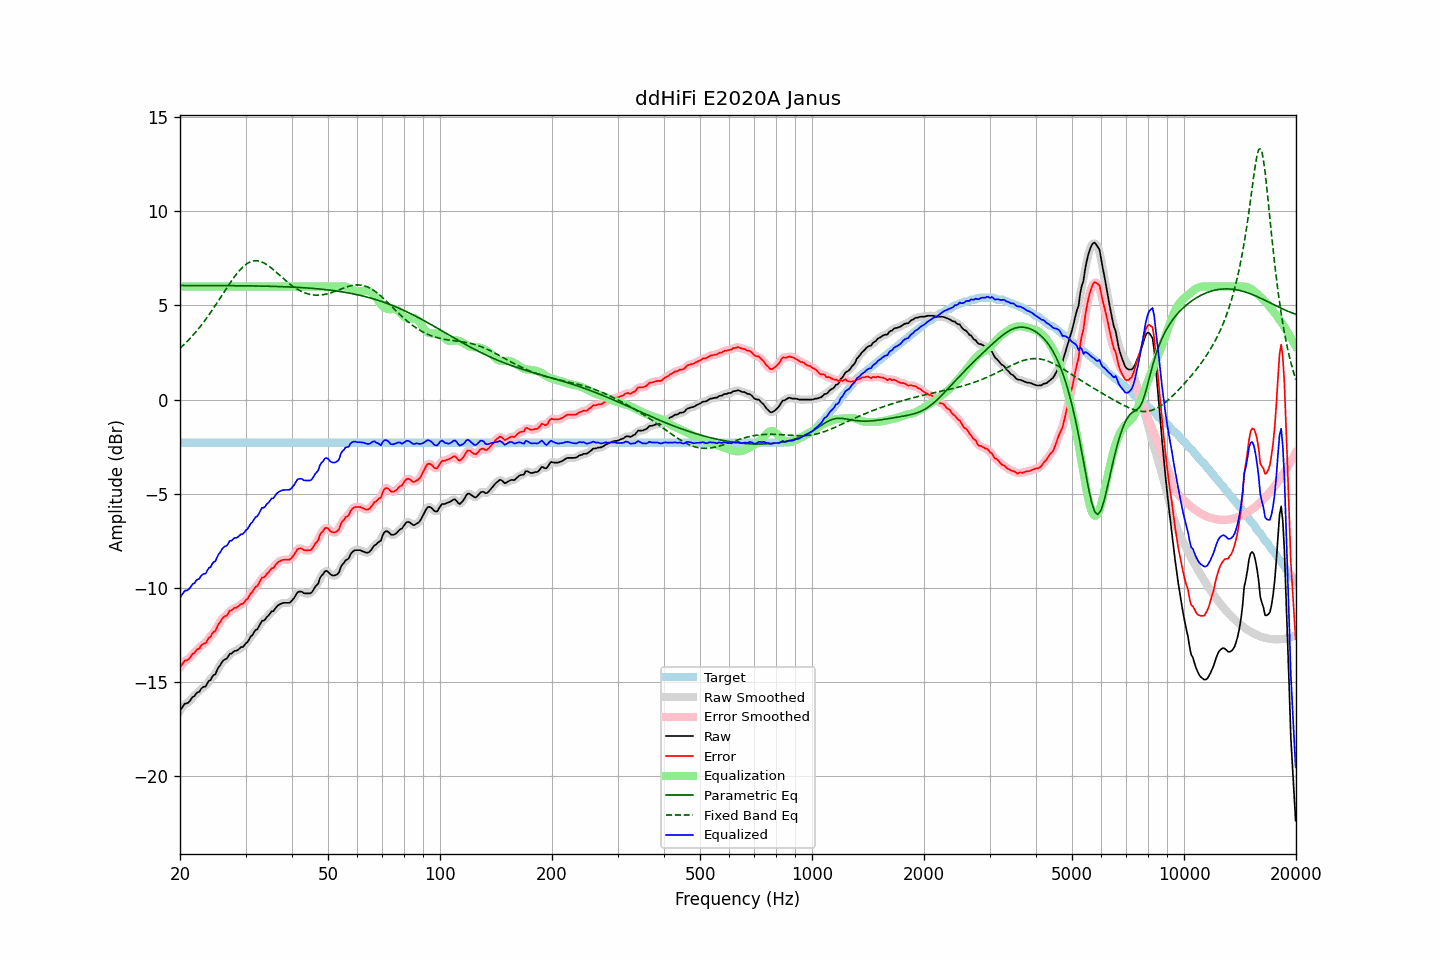 ddHiFi E2020A Janus
Amplitude (dBr)
15
10
5
0
−5
−10
−15
−20
Target
Raw Smoothed
Error Smoothed
Raw
Error
Equalization
Parametric Eq
Fixed Band Eq
Equalized
20 50 100 200 500 1000 2000 5000 10000 20000
Frequency (Hz)